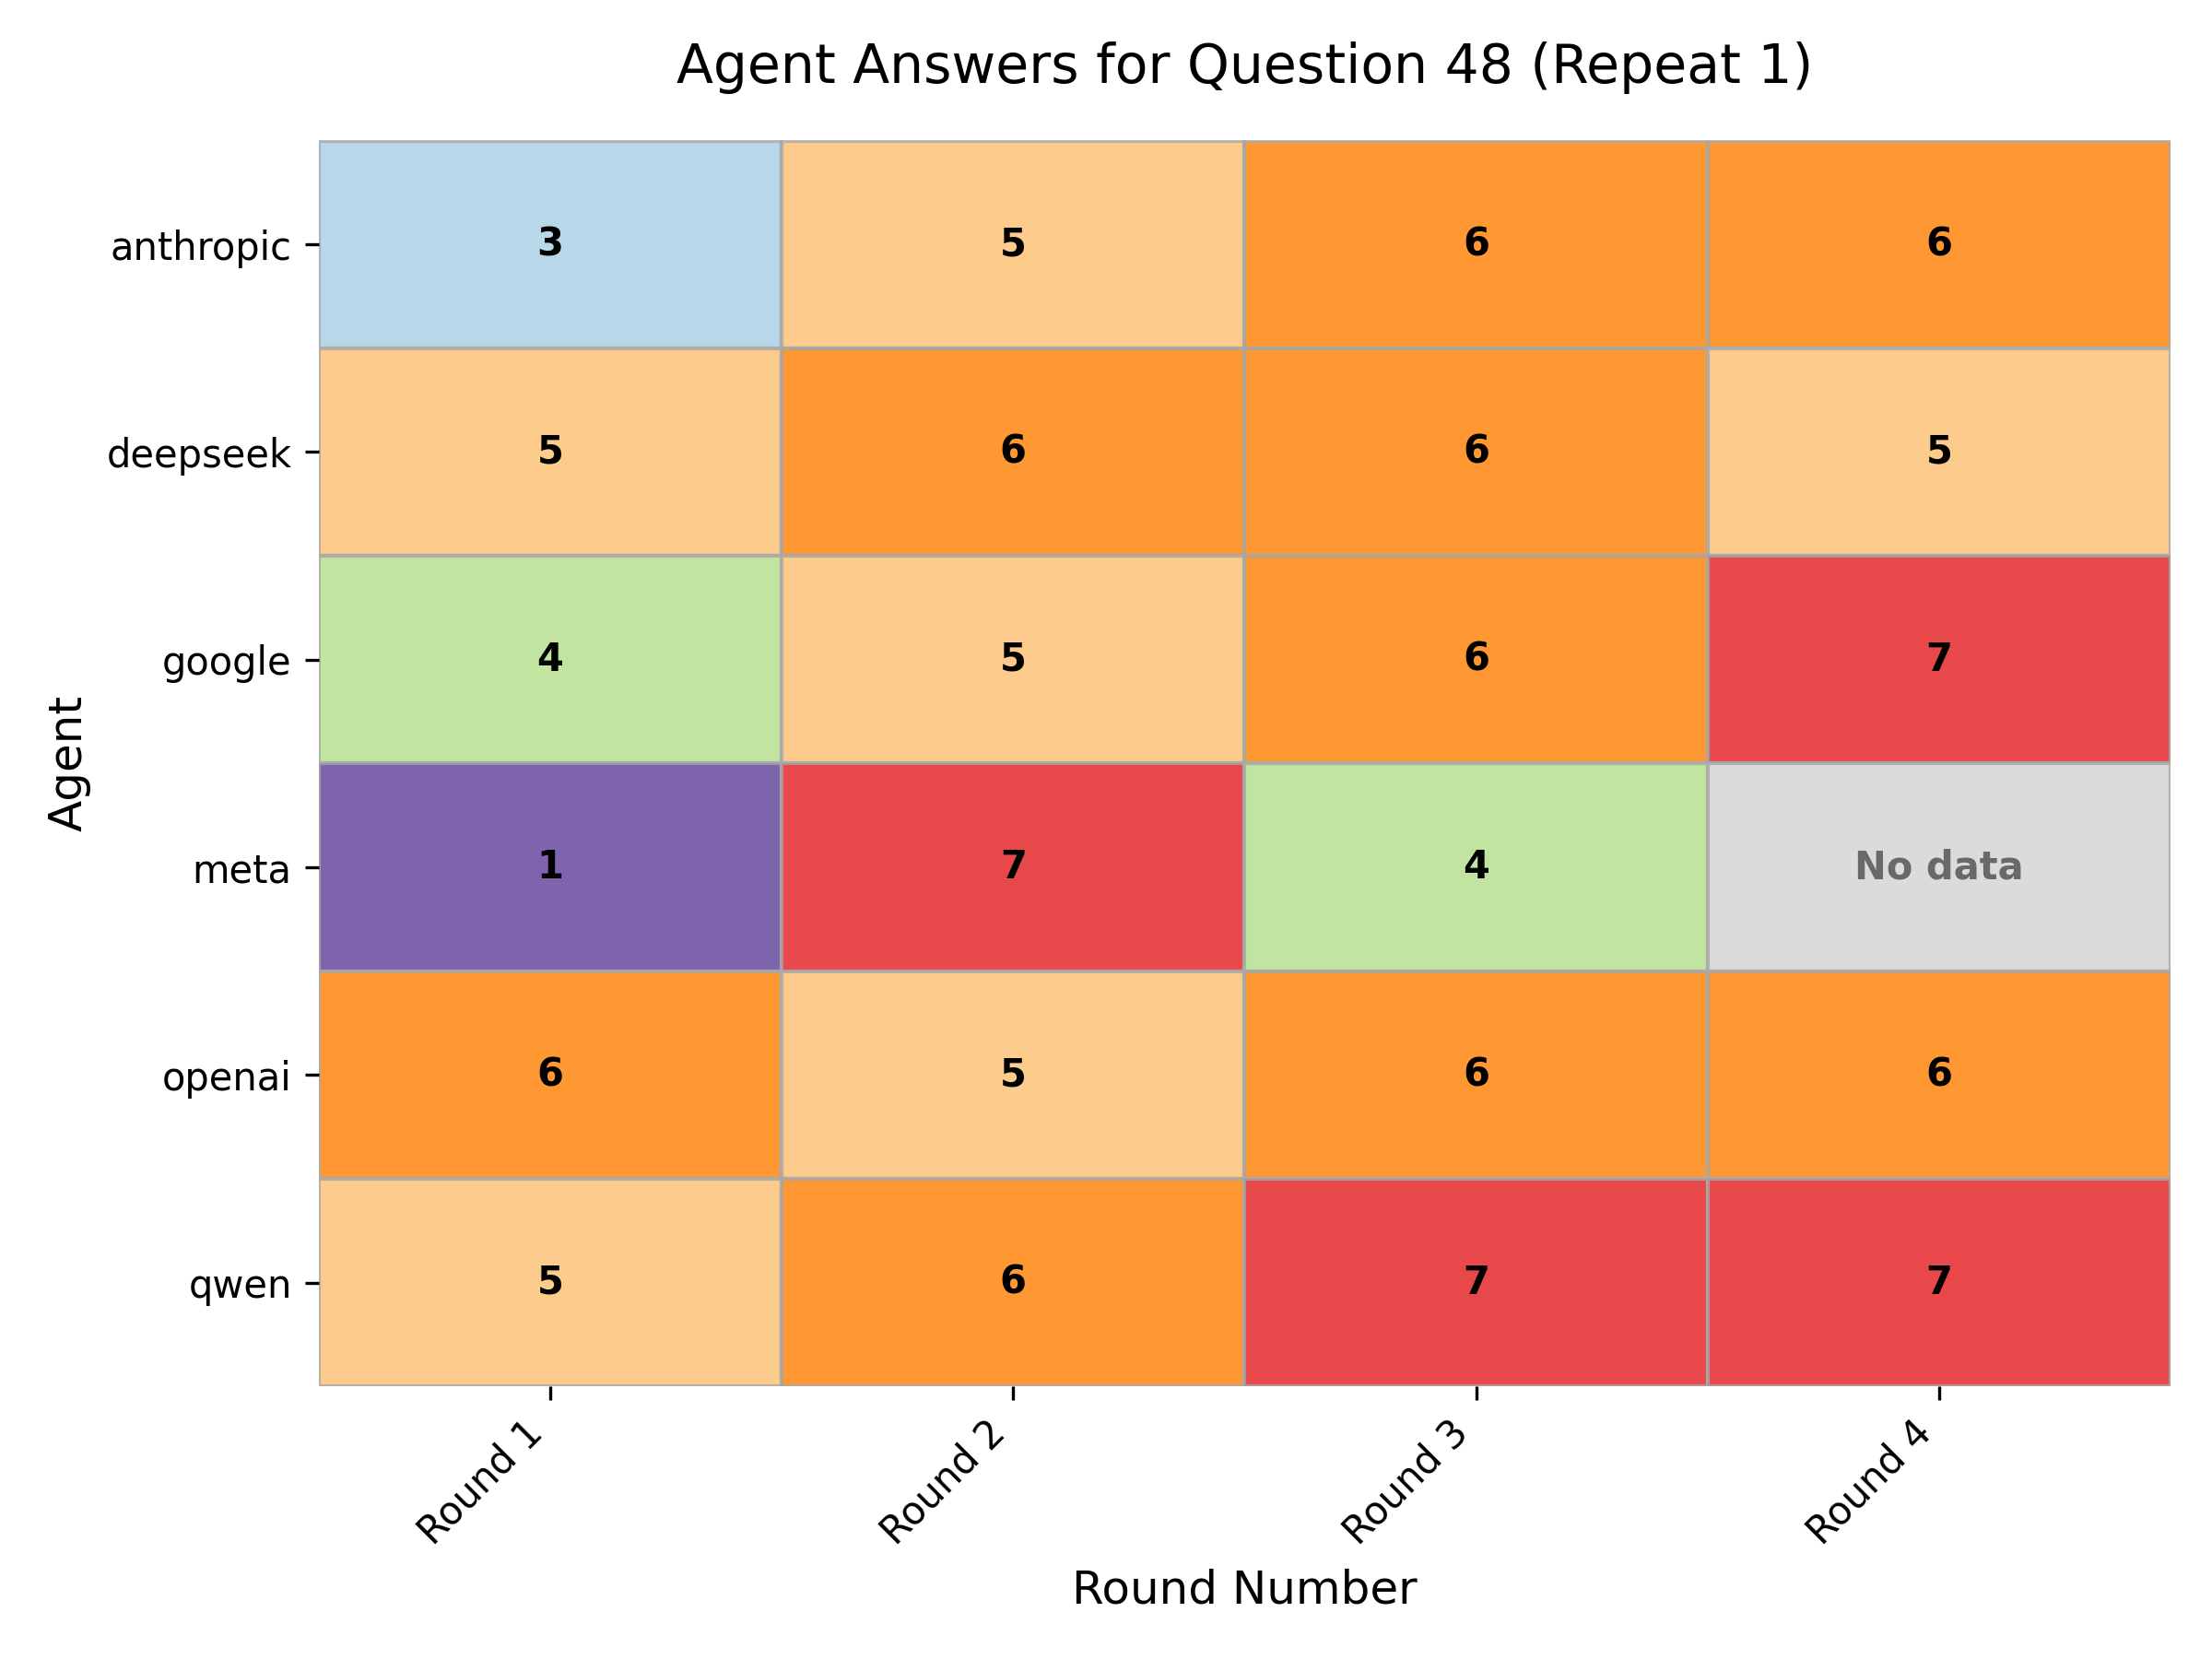 Agent Answers for Question 48 (Repeat 1)
Agent
anthropic 3 5 6 6
deepseek 5 6 6 5
google 4 5 6 7
meta 1 7 4 No data
openai 6 5 6 6
qwen 5 6 7 7
Round 1 Round 2 Round 3 Round 4
Round Number